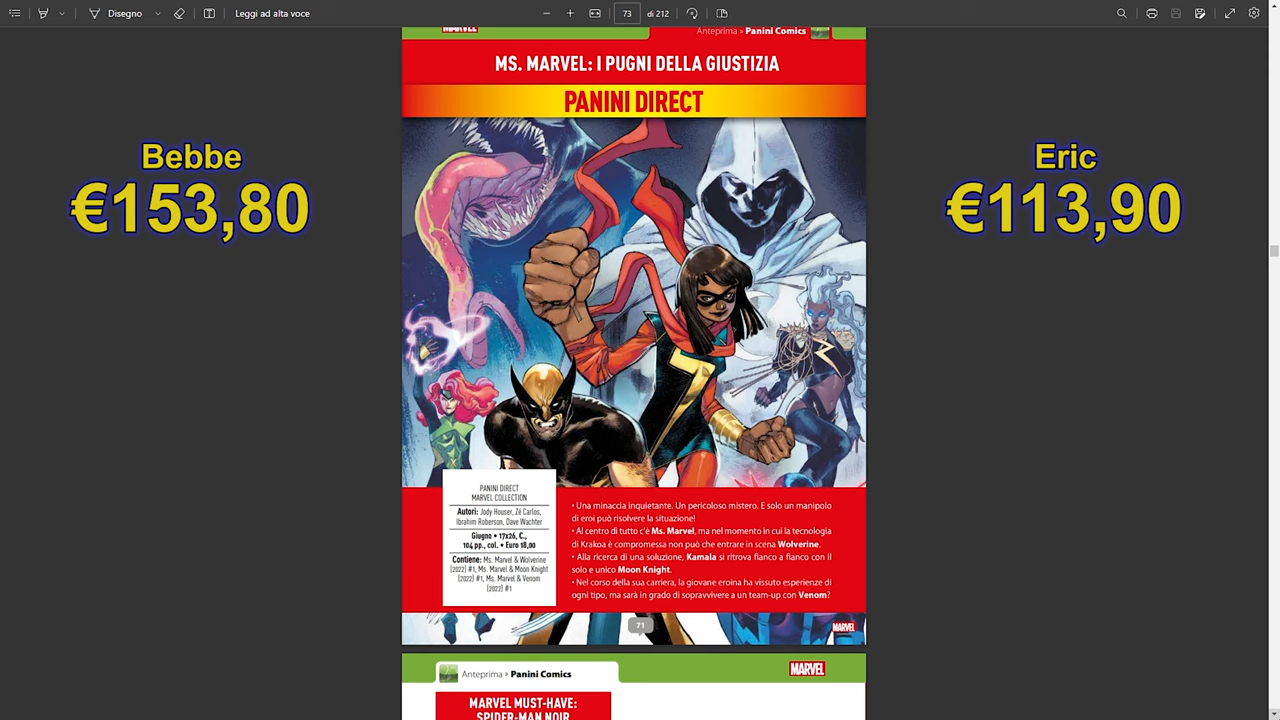 Disegno
Leggi ad alta voce
73
di 212
MARVEL
Anteprima » Panini Comics
MS. MARVEL: I PUGNI DELLA GIUSTIZIA
PANINI DIRECT
Bebbe
€153,80
Eric
€113,90
PANINI DIRECT
MARVEL COLLECTION
Autori: Jody Houser, Zé Carlos,
Ibrahim Roberson, Dave Wachter
Giugno • 17x26, C.,
104 pp., col. • Euro 18,00
Contiene: Ms. Marvel & Wolverine
(2022) #1, Ms. Marvel & Moon Knight
(2022) #1, Ms. Marvel & Venom
(2022) #1
• Una minaccia inquietante. Un pericoloso mistero. E solo un manipolo
di eroi può risolvere la situazione!
• Al centro di tutto c'è Ms. Marvel, ma nel momento in cui la tecnologia
di Krakoa è compromessa non può che entrare in scena Wolverine.
• Alla ricerca di una soluzione, Kamala si ritrova fianco a fianco con il
solo e unico Moon Knight.
• Nel corso della sua carriera, la giovane eroina ha vissuto esperienze di
ogni tipo, ma sarà in grado di sopravvivere a un team-up con Venom?
71
MARVEL
Anteprima » Panini Comics
MARVEL
MARVEL MUST-HAVE:
SPIDER-MAN NOIR